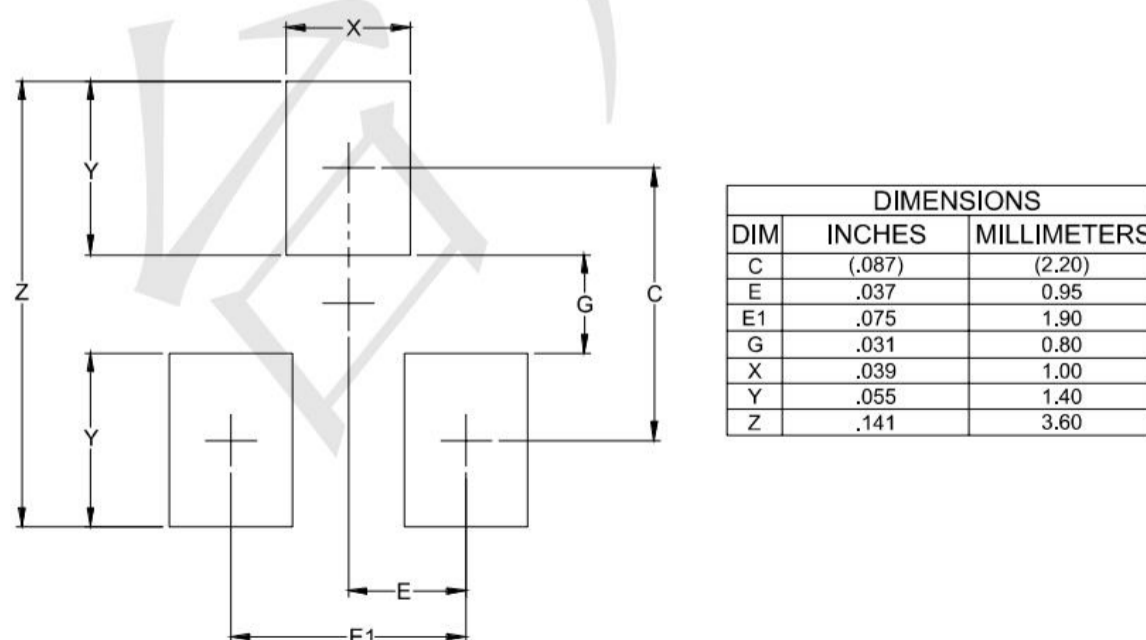 X
Y
Z
G
C
Y
E
E1
DIMENSIONS
DIM INCHES MILLIMETERS
C (.087) (2.20)
E .037 0.95
E1 .075 1.90
G .031 0.80
X .039 1.00
Y .055 1.40
Z .141 3.60